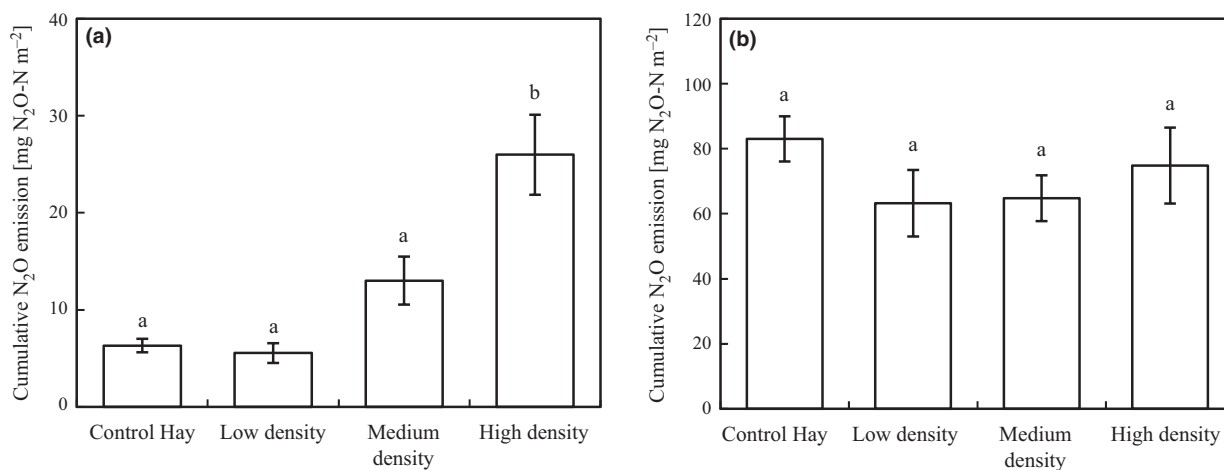 (a)
Cumulative N₂O emission [mg N₂O-N m⁻²]
40
30
20
10
0
a
a
a
b
Control Hay
Low density
Medium
density
High density
(b)
Cumulative N₂O emission [mg N₂O-N m⁻²]
120
100
80
60
40
20
0
a
a
a
a
Control Hay
Low density
Medium
density
High density